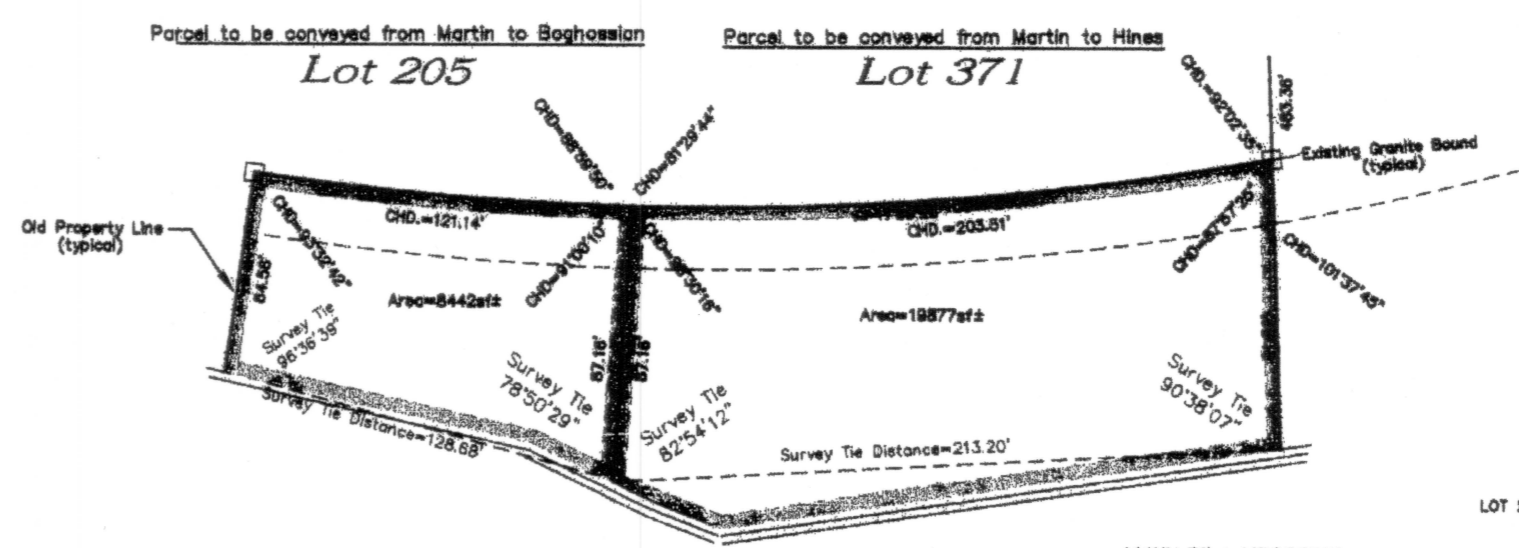 Parcel to be conveyed from Martin to Boghossian
Lot 205
Parcel to be conveyed from Martin to Hines
Lot 371
CHD=88°59'50"
CHD=81°29'44"
CHD.=92°02'35"
463.36'
Existing Granite Bound
(typical)
Old Property Line
(typical)
CHD.=121.14'
CHD.=203.51'
CHD=93°32'42"
CHD=91°00'10"
CHD=98°30'16"
CHD=87°57'25"
CHD=101°37'45"
64.58'
Area=8442sf±
Area=19877sf±
87.16'
87.16'
Survey Tie
96°36'39"
Survey Tie
78°50'29"
Survey Tie
82°54'12"
Survey Tie
90°38'07"
Survey Tie Distance=128.68'
Survey Tie Distance=213.20'
LOT